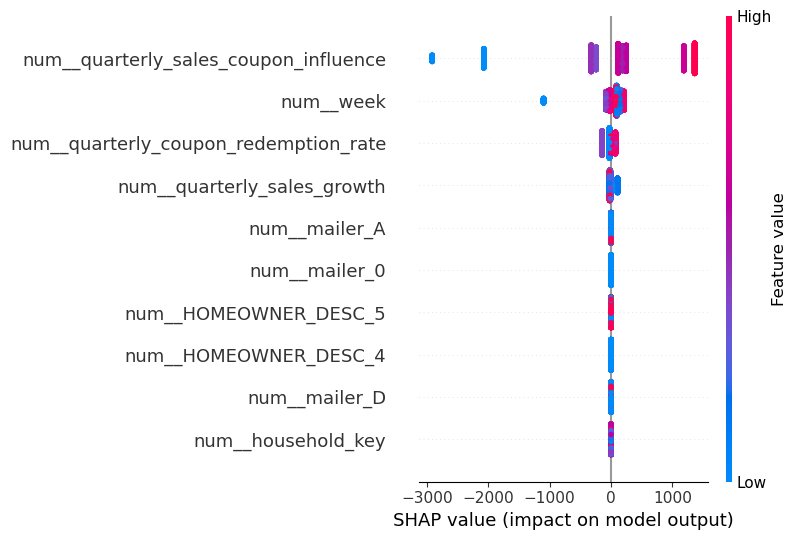 High
num__quarterly_sales_coupon_influence
num__week
num__quarterly_coupon_redemption_rate
num__quarterly_sales_growth
num__mailer_A
num__mailer_0
num__HOMEOWNER_DESC_5
num__HOMEOWNER_DESC_4
num__mailer_D
num__household_key
Feature value
Low
−3000 −2000 −1000 0 1000
SHAP value (impact on model output)